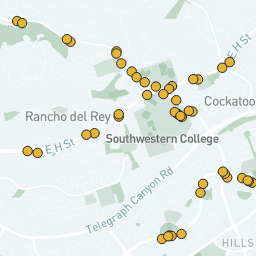 E H St
Cockatoo
Rancho del Rey
Southwestern College
E H St
Telegraph Canyon Rd
HILLS